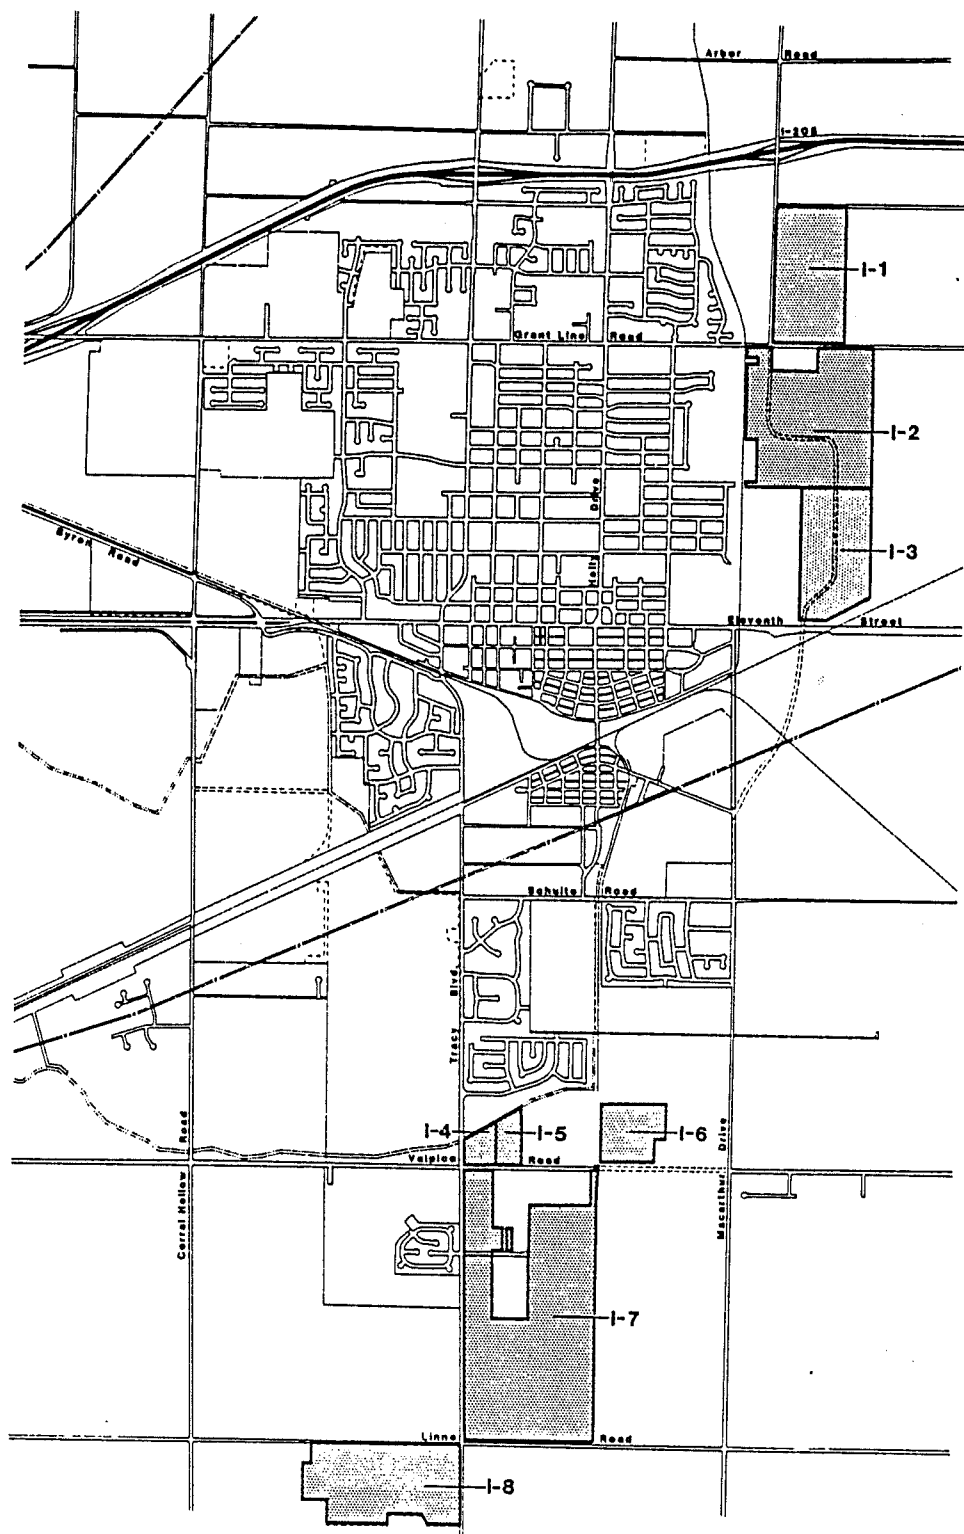 Arbor Road
I-205
I-1
Grant Line Road
I-2
Drive
Byron Road
Holly
I-3
Eleventh Street
Schulte Road
Blvd.
Tracy
I-4
I-5
I-6
Valpico Road
Road
Corral Hollow
Drive
Macarthur
I-7
Linne Road
I-8